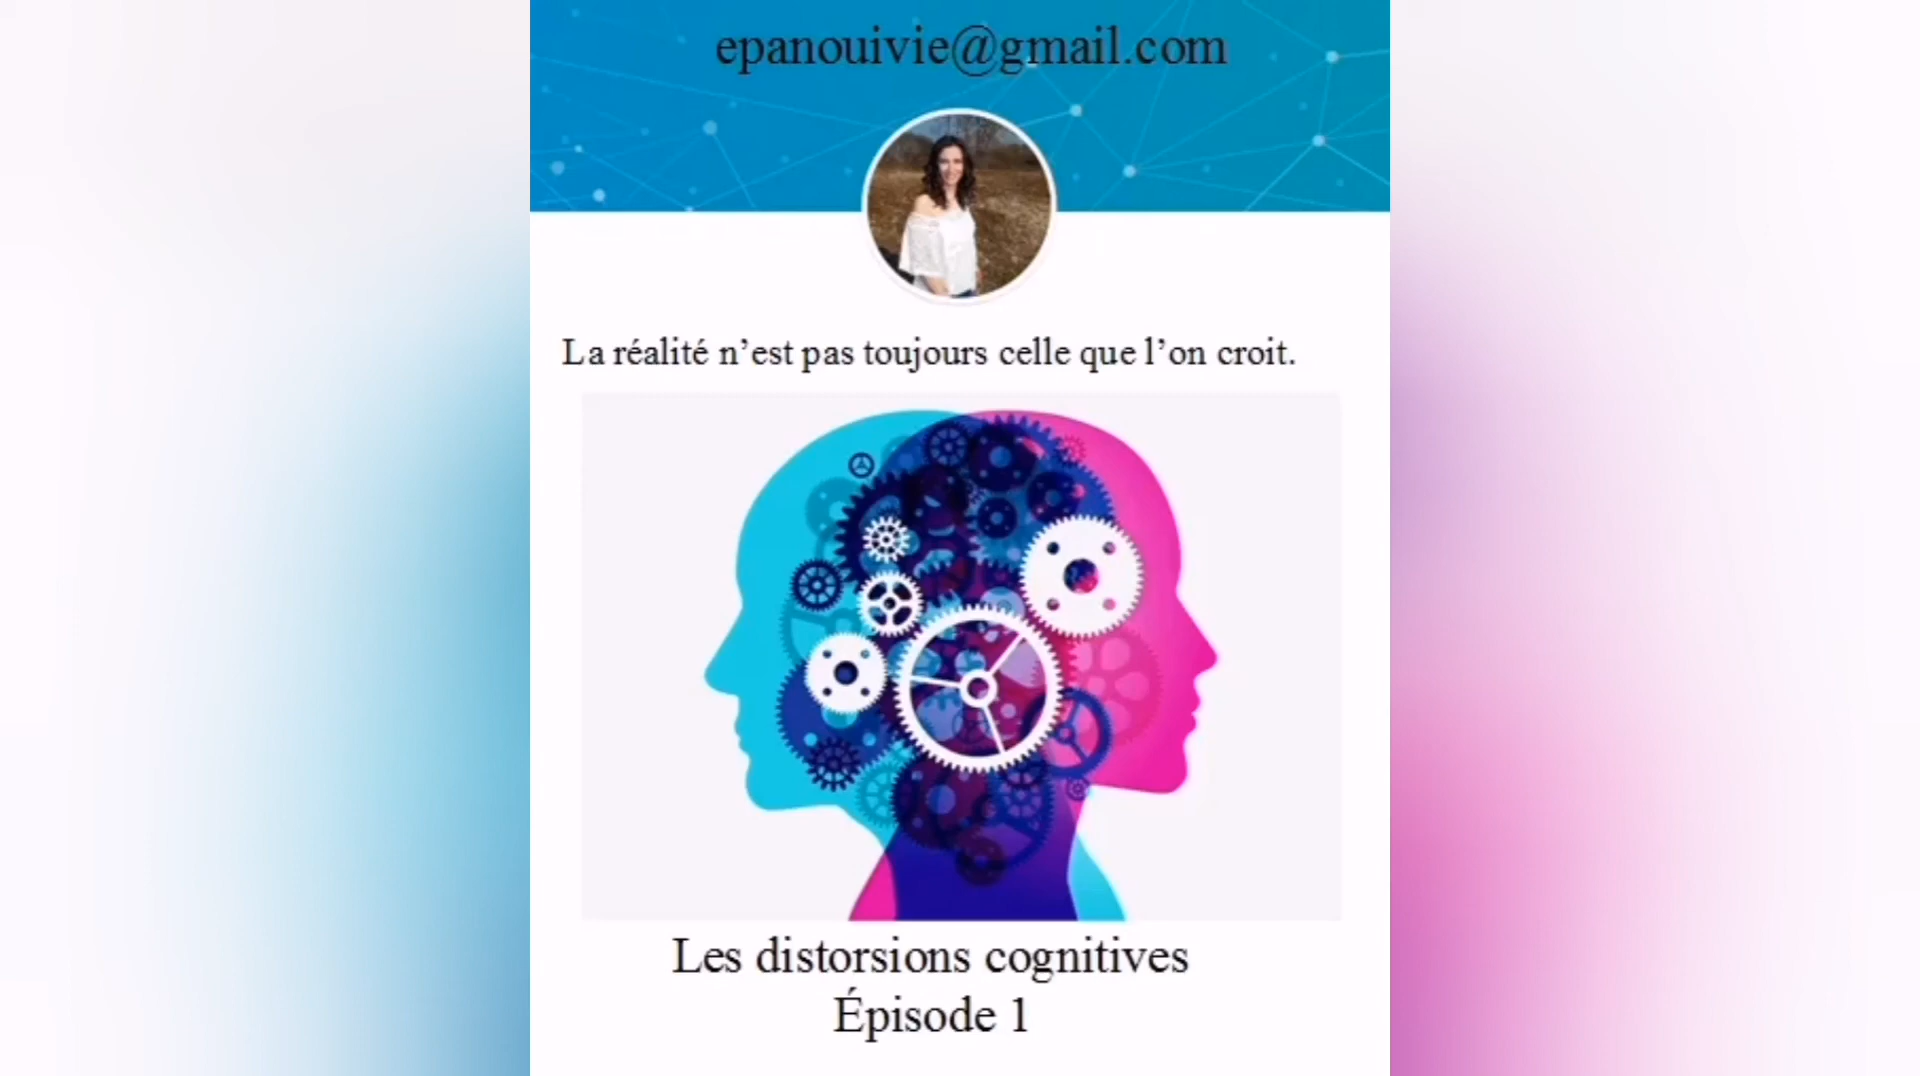 epanouivie@gmail.com
La réalité n’est pas toujours celle que l’on croit.
Les distorsions cognitives
Épisode 1